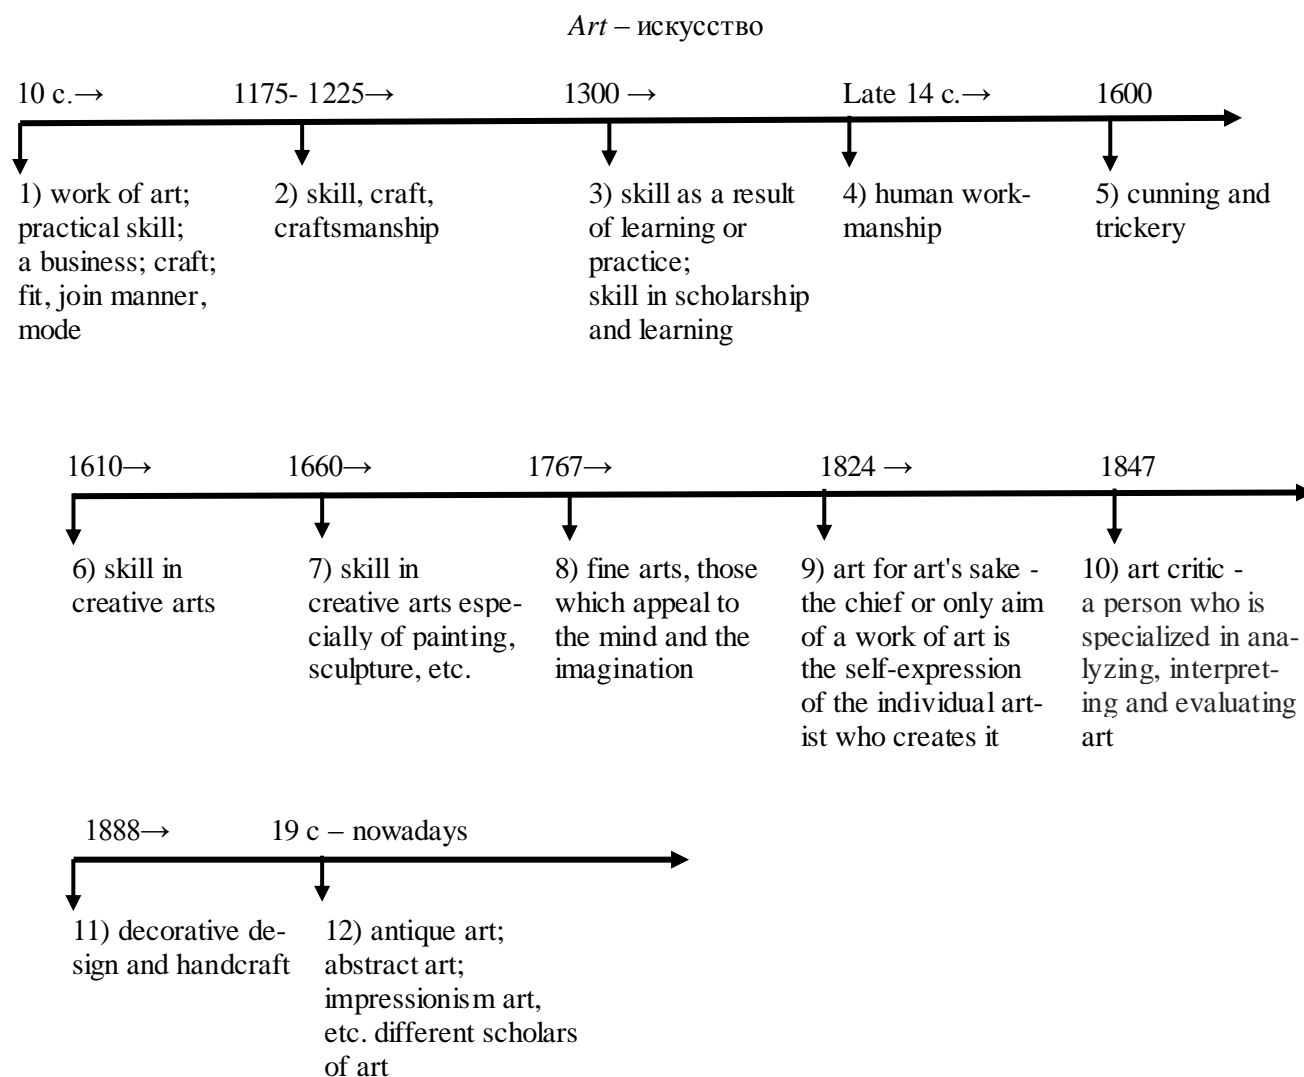 Art – искусство
10 c.→ 1175- 1225→ 1300 → Late 14 c.→ 1600
1) work of art;
practical skill;
a business; craft;
fit, join manner,
mode
2) skill, craft,
craftsmanship
3) skill as a result
of learning or
practice;
skill in scholarship
and learning
4) human work-
manship
5) cunning and
trickery
1610→ 1660→ 1767→ 1824 → 1847
6) skill in
creative arts
7) skill in
creative arts espe-
cially of painting,
sculpture, etc.
8) fine arts, those
which appeal to
the mind and the
imagination
9) art for art's sake -
the chief or only aim
of a work of art is
the self-expression
of the individual art-
ist who creates it
10) art critic -
a person who is
specialized in ana-
lyzing, interpret-
ing and evaluating
art
1888→ 19 c – nowadays
11) decorative de-
sign and handcraft
12) antique art;
abstract art;
impressionism art,
etc. different scholars
of art